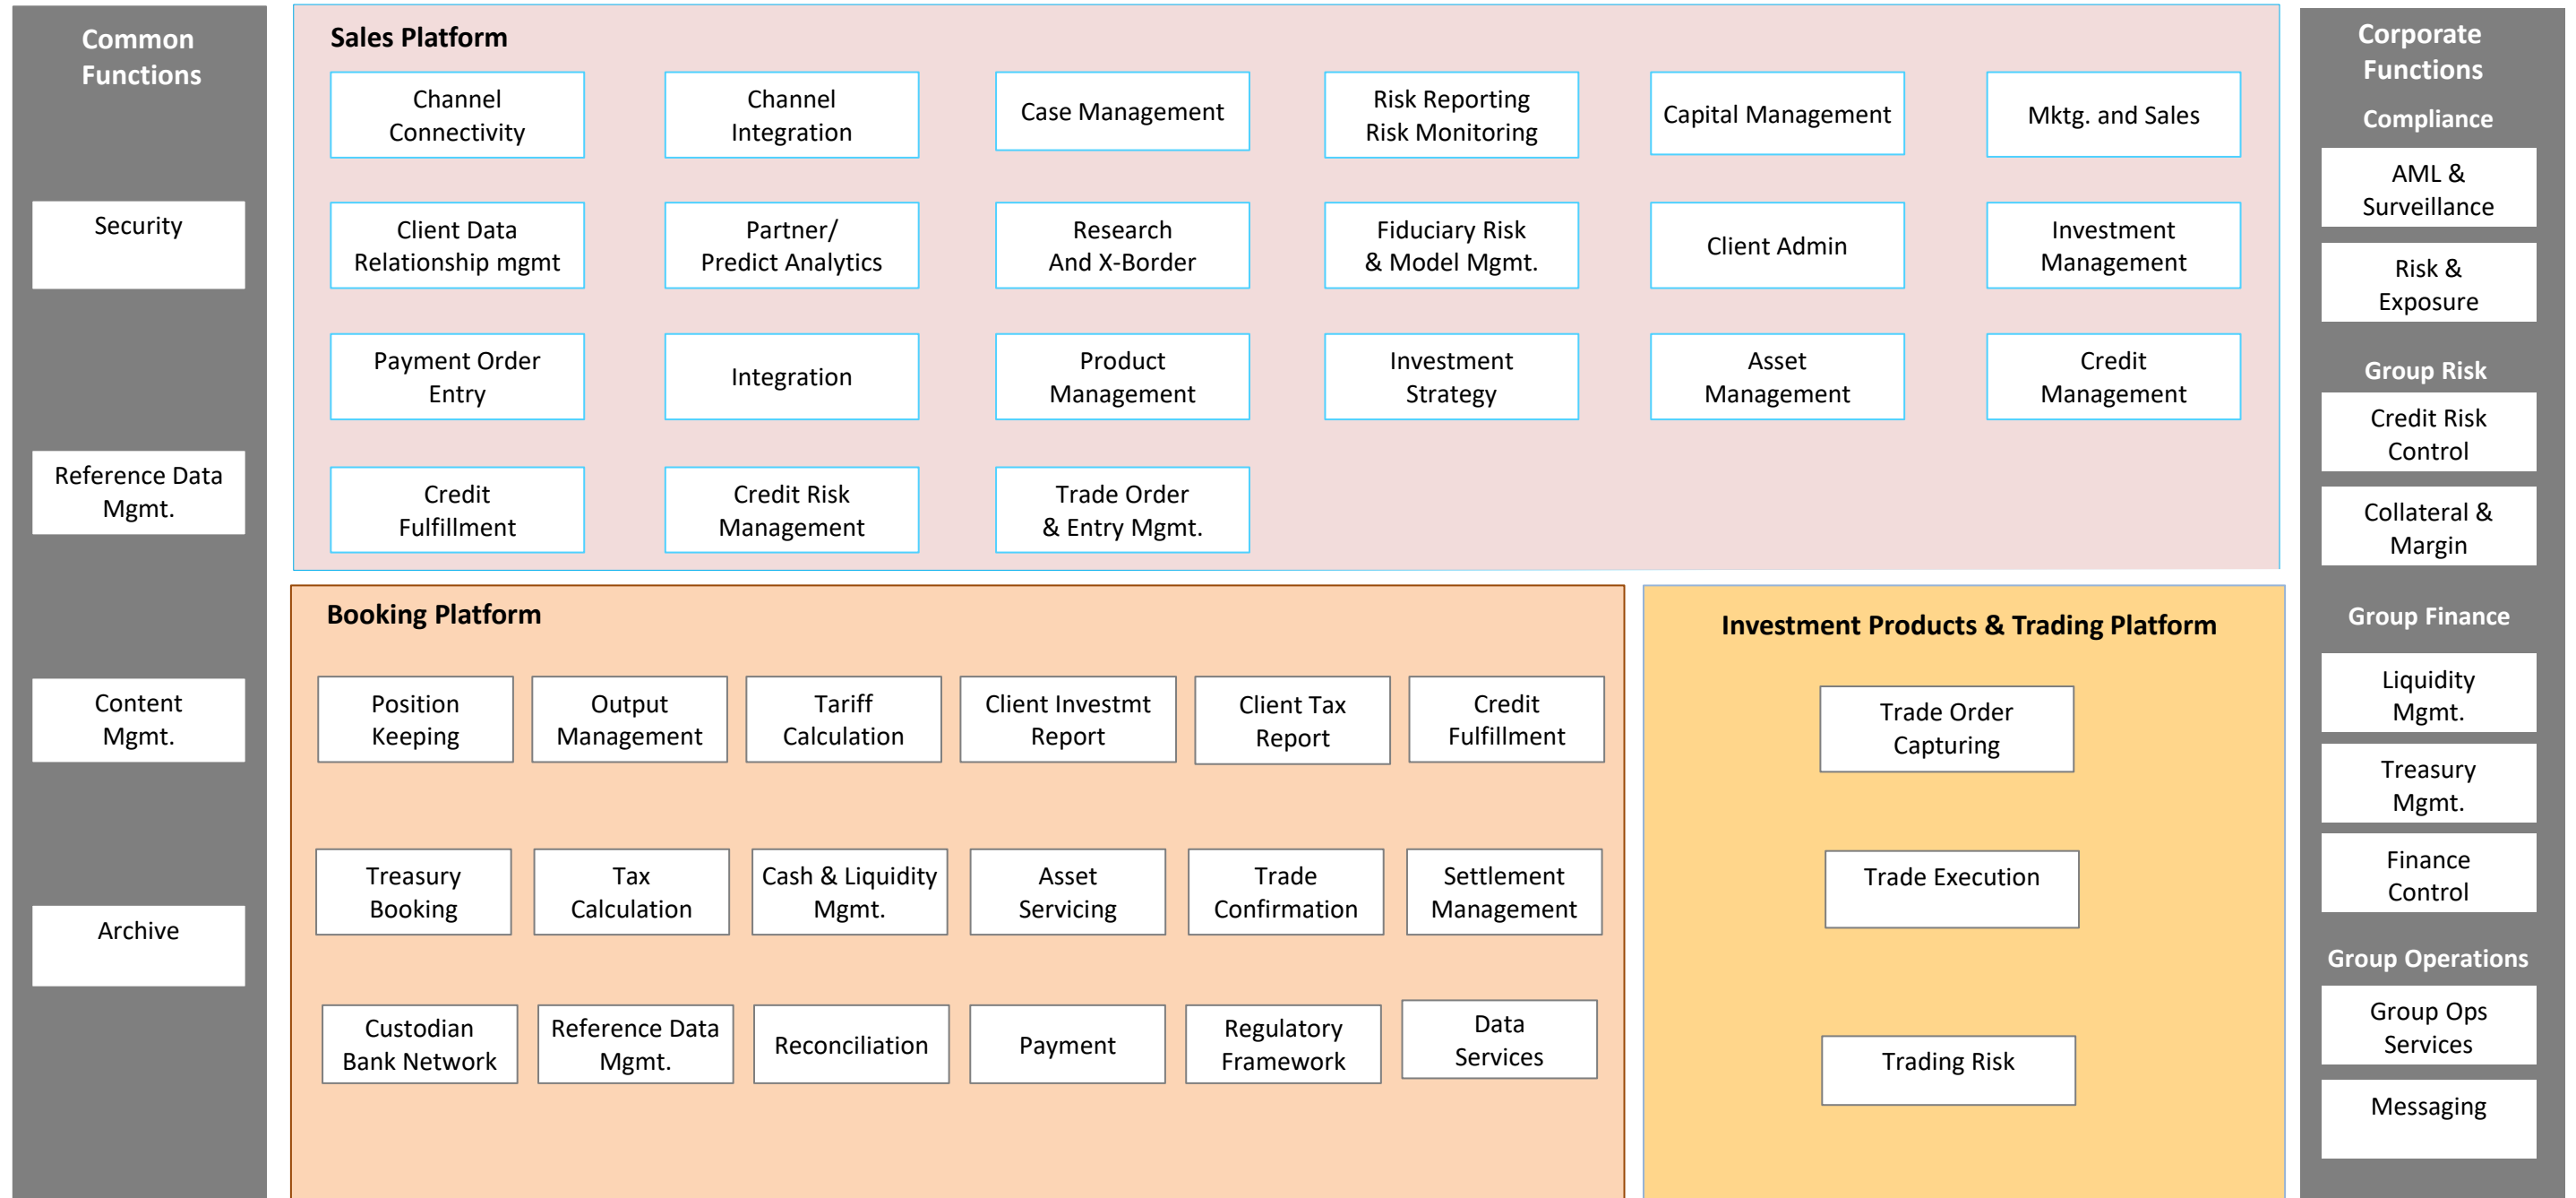 Common
Functions
Security
Reference Data
Mgmt.
Content
Mgmt.
Archive
Sales Platform
Channel
Connectivity
Channel
Integration
Case Management
Risk Reporting
Risk Monitoring
Capital Management
Mktg. and Sales
Client Data
Relationship mgmt
Partner/
Predict Analytics
Research
And X-Border
Fiduciary Risk
& Model Mgmt.
Client Admin
Investment
Management
Payment Order
Entry
Integration
Product
Management
Investment
Strategy
Asset
Management
Credit
Management
Credit
Fulfillment
Credit Risk
Management
Trade Order
& Entry Mgmt.
Booking Platform
Position
Keeping
Output
Management
Tariff
Calculation
Client Investmt
Report
Client Tax
Report
Credit
Fulfillment
Treasury
Booking
Tax
Calculation
Cash & Liquidity
Mgmt.
Asset
Servicing
Trade
Confirmation
Settlement
Management
Custodian
Bank Network
Reference Data
Mgmt.
Reconciliation
Payment
Regulatory
Framework
Data
Services
Investment Products & Trading Platform
Trade Order
Capturing
Trade Execution
Trading Risk
Corporate
Functions
Compliance
AML &
Surveillance
Risk &
Exposure
Group Risk
Credit Risk
Control
Collateral &
Margin
Group Finance
Liquidity
Mgmt.
Treasury
Mgmt.
Finance
Control
Group Operations
Group Ops
Services
Messaging